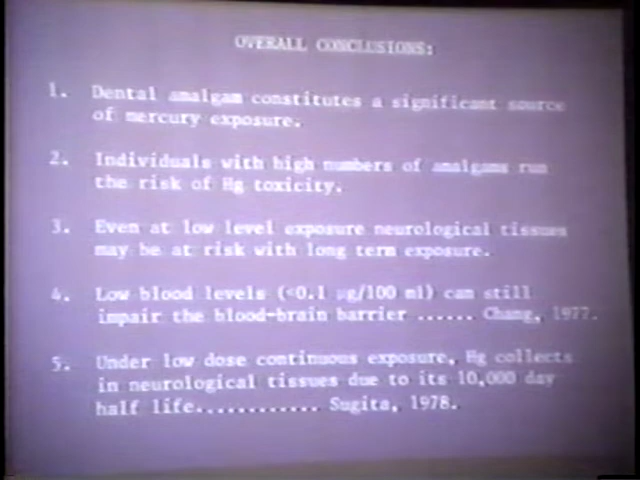 OVERALL CONCLUSIONS:
1. Dental amalgam constitutes a significant source
of mercury exposure.
2. Individuals with high numbers of amalgams run
the risk of Hg toxicity.
3. Even at low level exposure neurological tissues
may be at risk with long term exposure.
4. Low blood levels (<0.1 µg/100 ml) can still
impair the blood-brain barrier ...... Chang, 1977.
5. Under low dose continuous exposure, Hg collects
in neurological tissues due to its 10,000 day
half life............ Sugita, 1978.